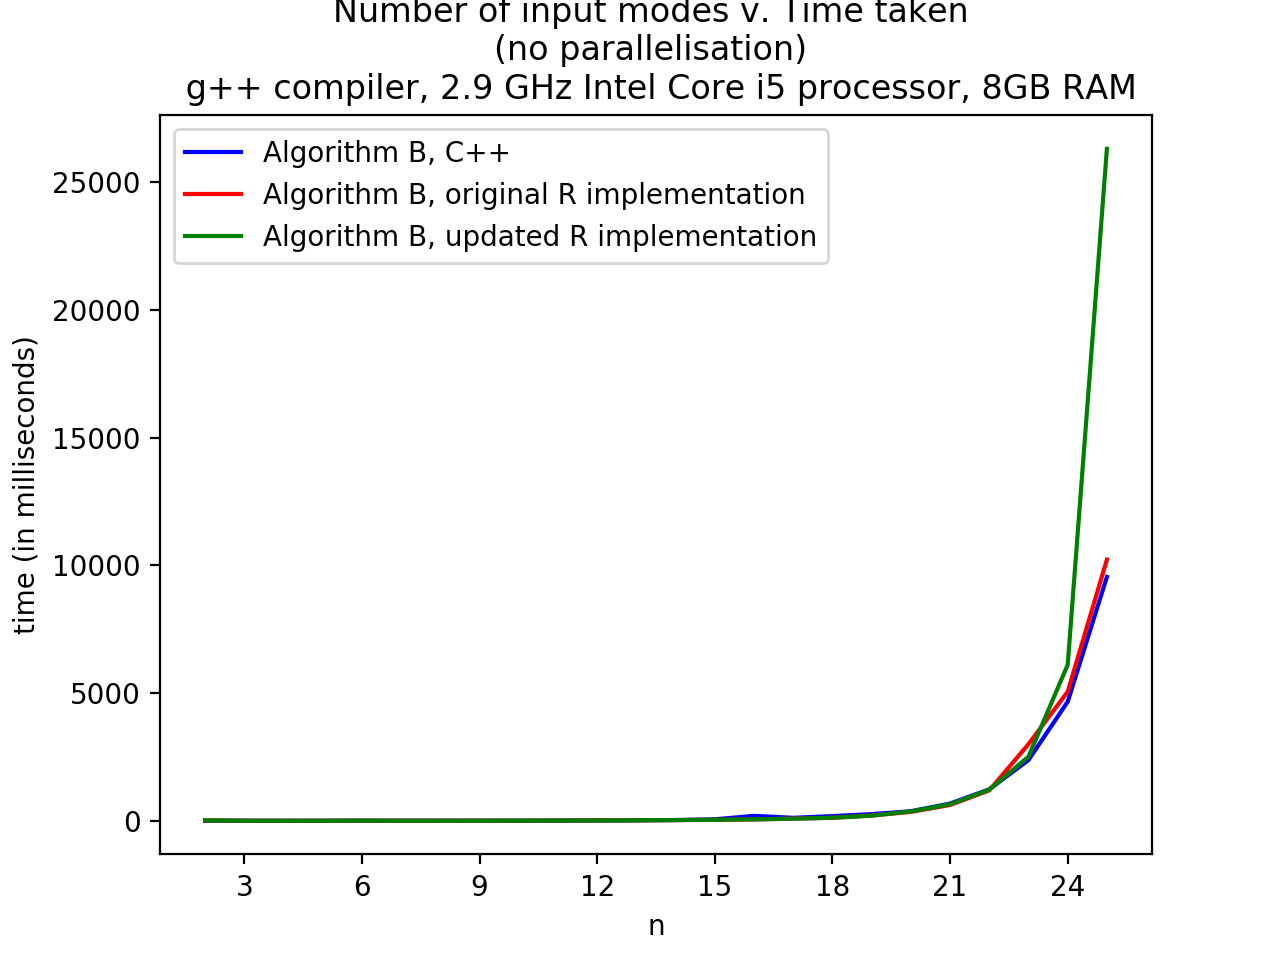 Number of input modes v. Time taken
(no parallelisation)
g++ compiler, 2.9 GHz Intel Core i5 processor, 8GB RAM
Algorithm B, C++
Algorithm B, original R implementation
Algorithm B, updated R implementation
time (in milliseconds)
25000
20000
15000
10000
5000
0
3 6 9 12 15 18 21 24
n